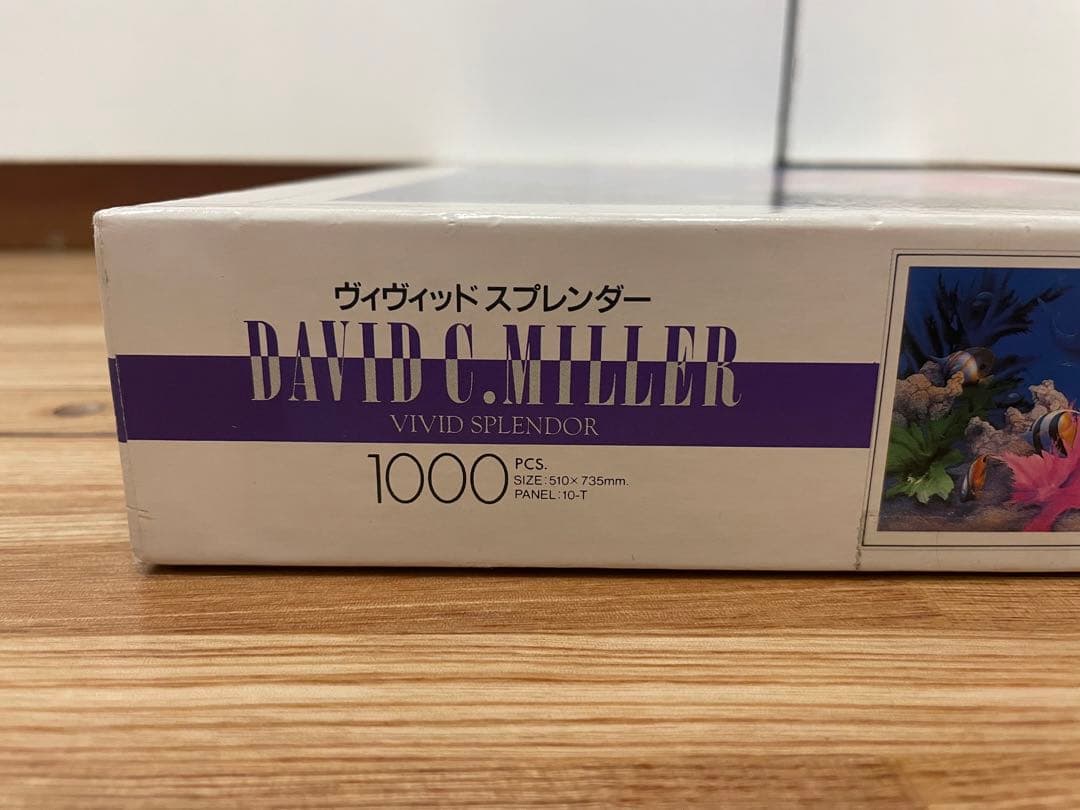 ヴィヴィッド スプレンダー
DAVID C.MILLER
VIVID SPLENDOR
1000 PCS.
SIZE:510×735mm.
PANEL:10-T